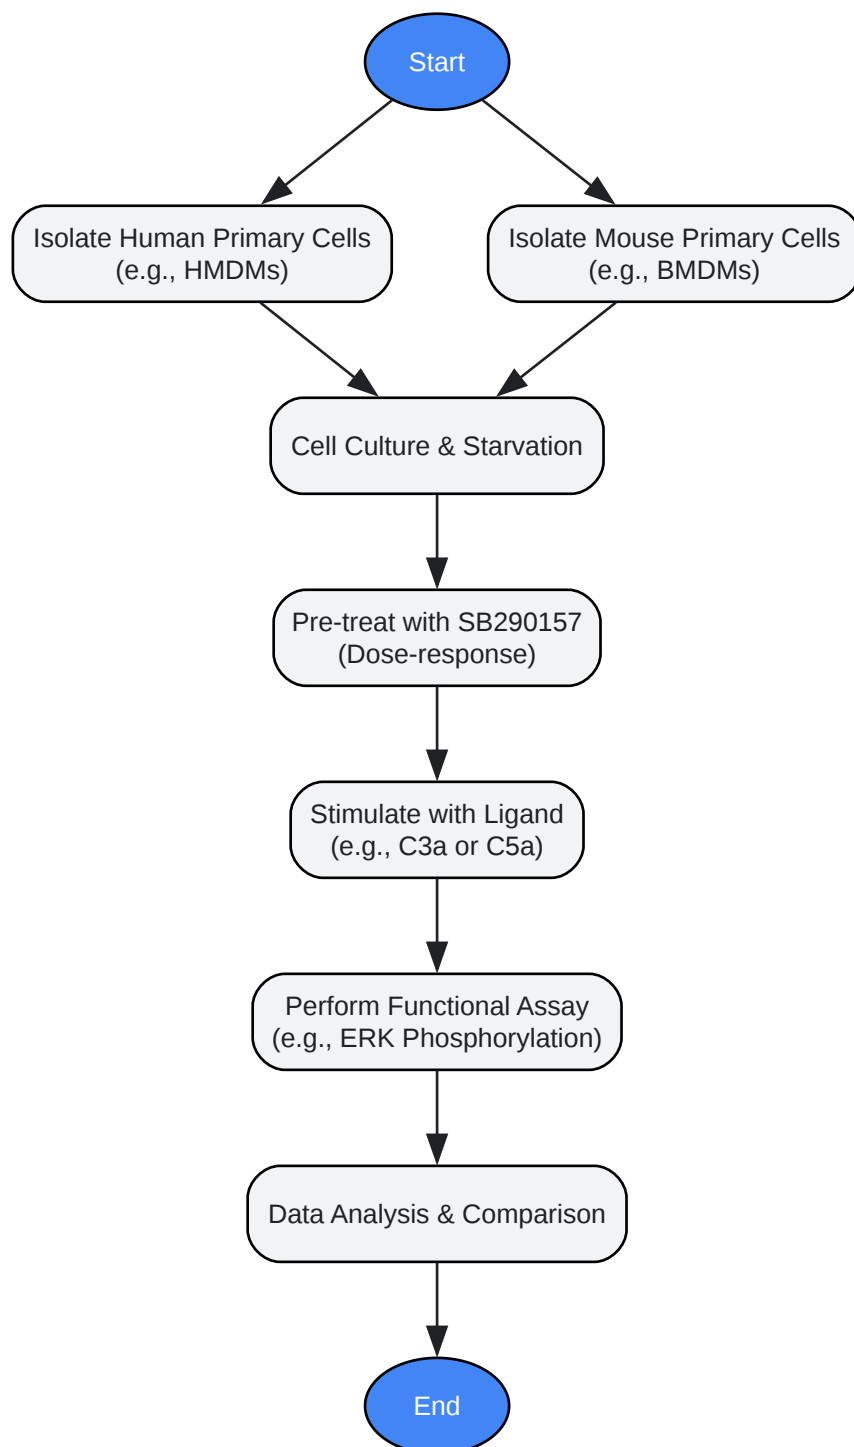 Start
Isolate Human Primary Cells
(e.g., HMDMs)
Isolate Mouse Primary Cells
(e.g., BMDMs)
Cell Culture & Starvation
Pre-treat with SB290157
(Dose-response)
Stimulate with Ligand
(e.g., C3a or C5a)
Perform Functional Assay
(e.g., ERK Phosphorylation)
Data Analysis & Comparison
End